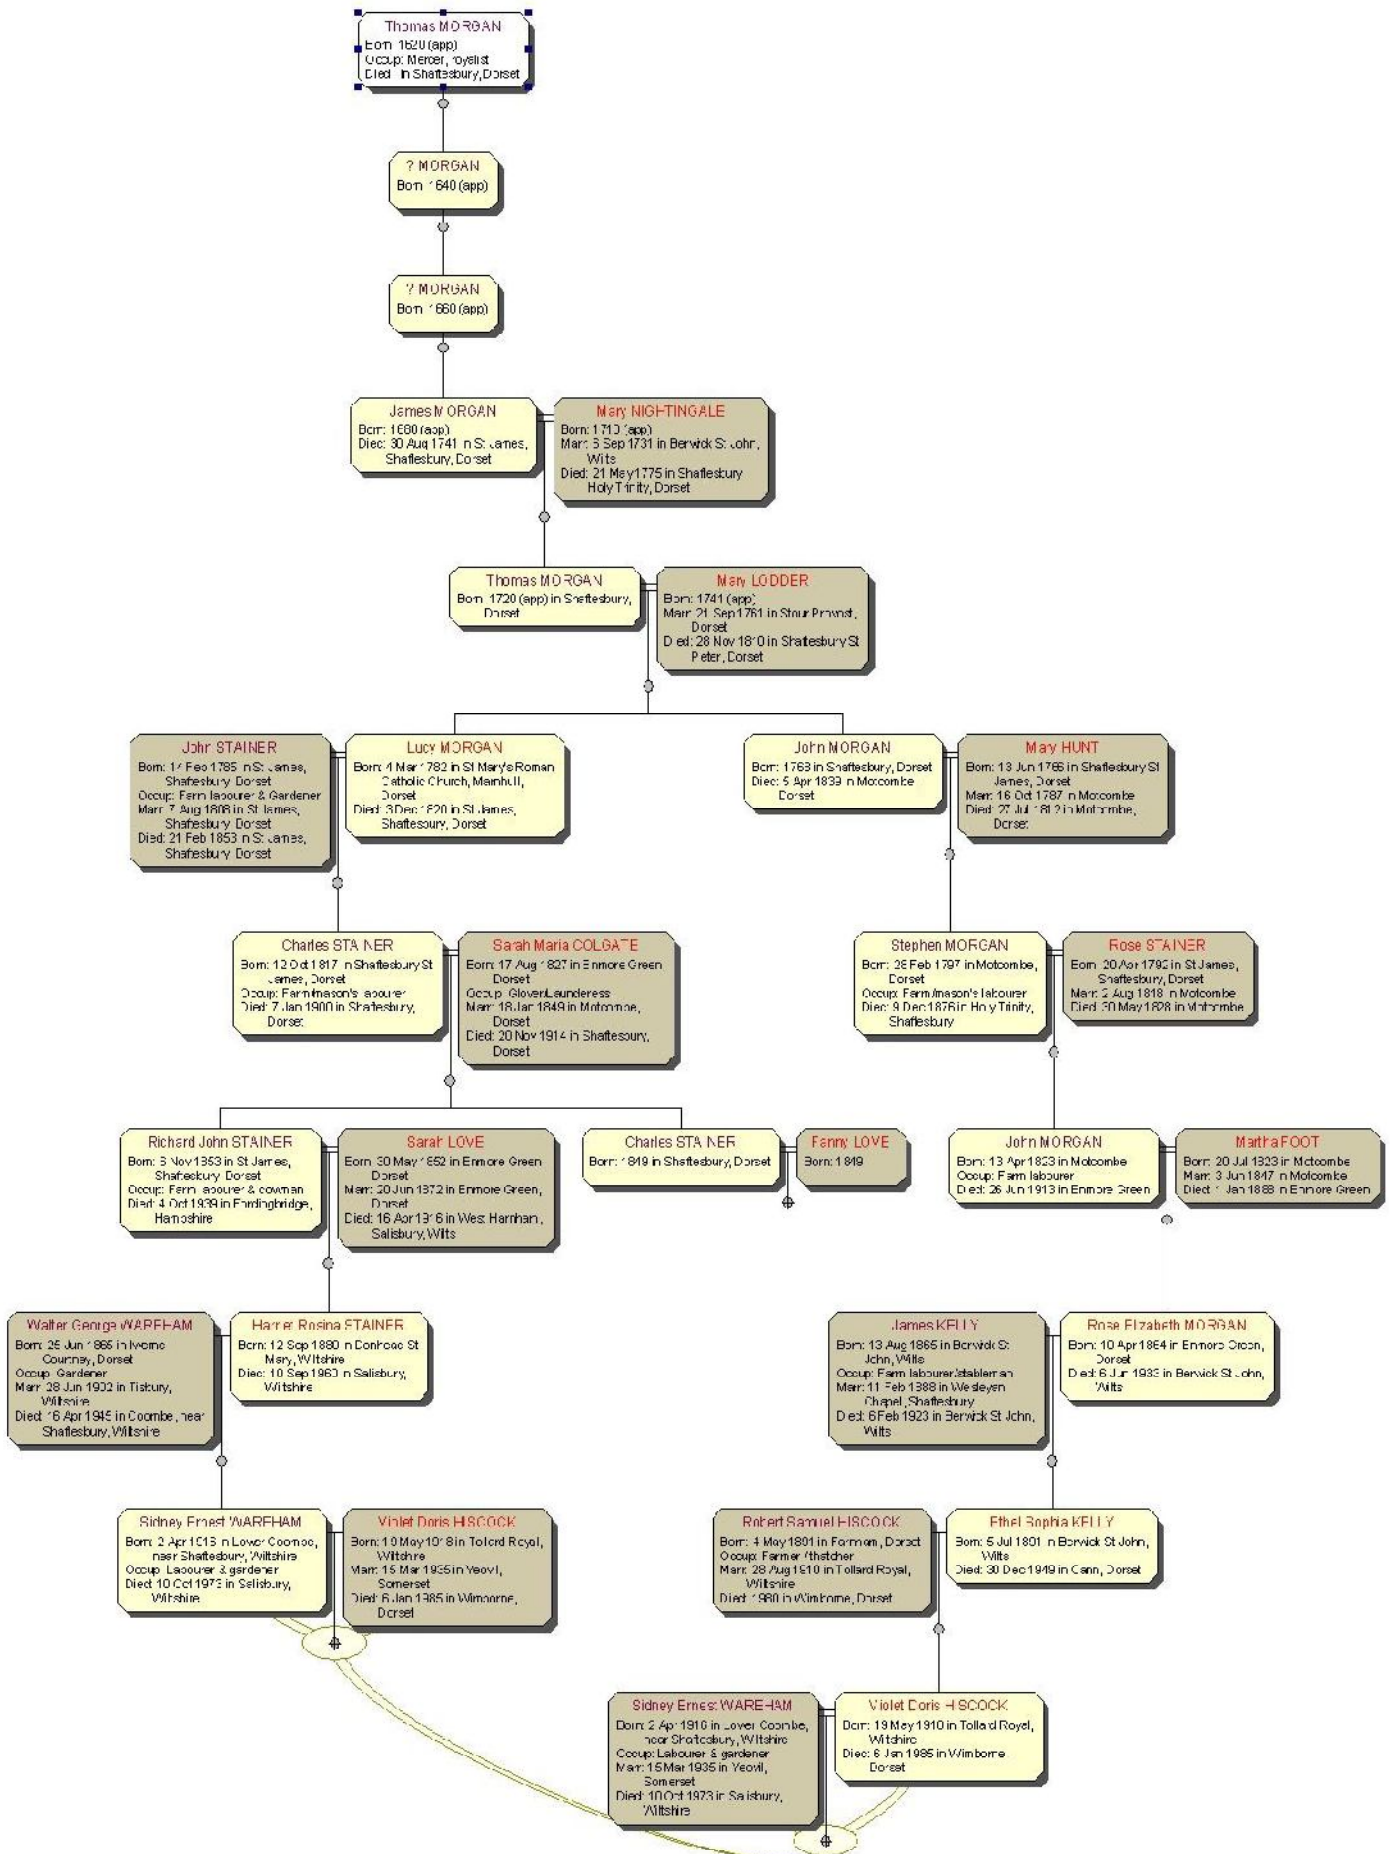 Thomas MORGAN
Born: 1620 (app)
Occup: Mercer, royalist
Died: in Shaftesbury, Dorset
? MORGAN
Born: 1640 (app)
? MORGAN
Born: 1660 (app)
James MORGAN
Born: 1680 (app)
Died: 30 Aug 1741 in St James,
Shaftesbury, Dorset
Mary NIGHTINGALE
Born: 1710 (app)
Marr: 6 Sep 1731 in Berwick St John,
Wilts
Died: 21 May 1775 in Shaftesbury
Holy Trinity, Dorset
Thomas MORGAN
Born: 1720 (app) in Shaftesbury,
Dorset
Mary LODDER
Born: 1741 (app)
Marr: 21 Sep 1761 in Stour Provost,
Dorset
Died: 28 Nov 1810 in Shaftesbury St
Peter, Dorset
John STAINER
Born: 14 Feb 1785 in St James,
Shaftesbury, Dorset
Occup: Farm labourer & Gardener
Marr: 7 Aug 1808 in St James,
Shaftesbury, Dorset
Died: 21 Feb 1853 in St James,
Shaftesbury, Dorset
Lucy MORGAN
Born: 4 Mar 1782 in St Mary's Roman
Catholic Church, Marnhull,
Dorset
Died: 3 Dec 1820 in St James,
Shaftesbury, Dorset
John MORGAN
Born: 1763 in Shaftesbury, Dorset
Died: 5 Apr 1839 in Motcombe
Dorset
Mary HUNT
Born: 13 Jun 1766 in Shaftesbury St
James, Dorset
Marr: 16 Oct 1787 in Motcombe
Died: 27 Jul 1812 in Motcombe,
Dorset
Charles STAINER
Born: 12 Oct 1817 in Shaftesbury St
James, Dorset
Occup: Farm/mason's labourer
Died: 7 Jan 1900 in Shaftesbury,
Dorset
Sarah Maria COLGATE
Born: 17 Aug 1827 in Enmore Green
Dorset
Occup: Glover/Launderess
Marr: 18 Jan 1849 in Motcombe,
Dorset
Died: 20 Nov 1914 in Shaftesbury,
Dorset
Stephen MORGAN
Born: 28 Feb 1797 in Motcombe,
Dorset
Occup: Farm/mason's labourer
Died: 9 Dec 1876 in Holy Trinity,
Shaftesbury
Rose STAINER
Born: 20 Apr 1792 in St James,
Shaftesbury, Dorset
Marr: 2 Aug 1818 in Motcombe
Died: 30 May 1828 in Motcombe
Richard John STAINER
Born: 6 Nov 1853 in St James,
Shaftesbury, Dorset
Occup: Farm labourer & cowman
Died: 4 Oct 1939 in Fordingbridge,
Hampshire
Sarah LOVE
Born: 30 May 1852 in Enmore Green
Dorset
Marr: 20 Jun 1872 in Enmore Green,
Dorset
Died: 16 Apr 1916 in West Harnham,
Salisbury, Wilts
Charles STAINER
Born: 1849 in Shaftesbury, Dorset
Fanny LOVE
Born: 1849
John MORGAN
Born: 13 Apr 1823 in Motcombe
Occup: Farm labourer
Died: 26 Jun 1913 in Enmore Green
Martha FOOT
Born: 20 Jul 1823 in Motcombe
Marr: 3 Jun 1847 in Motcombe
Died: 1 Jan 1888 in Enmore Green
Walter George WAREHAM
Born: 25 Jun 1865 in Iwerne
Courtney, Dorset
Occup: Gardener
Marr: 28 Jun 1902 in Tisbury,
Wiltshire
Died: 16 Apr 1945 in Coombe, near
Shaftesbury, Wiltshire
Harriet Rosina STAINER
Born: 12 Sep 1880 in Donhead St
Mary, Wiltshire
Died: 10 Sep 1960 in Salisbury,
Wiltshire
James KELLY
Born: 13 Aug 1865 in Berwick St
John, Wilts
Occup: Farm labourer/stableman
Marr: 11 Feb 1888 in Wesleyan
Chapel, Shaftesbury
Died: 6 Feb 1923 in Berwick St John,
Wilts
Rose Elizabeth MORGAN
Born: 10 Apr 1864 in Enmore Green,
Dorset
Died: 6 Jun 1933 in Berwick St John,
Wilts
Sidney Ernest WAREHAM
Born: 2 Apr 1916 in Lower Coombe,
near Shaftesbury, Wiltshire
Occup: Labourer & gardener
Died: 10 Oct 1973 in Salisbury,
Wiltshire
Violet Doris HISCOCK
Born: 19 May 1918 in Tollard Royal,
Wiltshire
Marr: 15 Mar 1935 in Yeovil,
Somerset
Died: 6 Jan 1985 in Wimborne,
Dorset
Robert Samuel HISCOCK
Born: 4 May 1891 in Farnham, Dorset
Occup: Farmer / thatcher
Marr: 28 Aug 1910 in Tollard Royal,
Wiltshire
Died: 1980 in Wimborne, Dorset
Ethel Sophia KELLY
Born: 5 Jul 1891 in Berwick St John,
Wilts
Died: 30 Dec 1949 in Cann, Dorset
Sidney Ernest WAREHAM
Born: 2 Apr 1916 in Lower Coombe,
near Shaftesbury, Wiltshire
Occup: Labourer & gardener
Marr: 15 Mar 1935 in Yeovil,
Somerset
Died: 10 Oct 1973 in Salisbury,
Wiltshire
Violet Doris HISCOCK
Born: 19 May 1918 in Tollard Royal,
Wiltshire
Died: 6 Jan 1985 in Wimborne,
Dorset